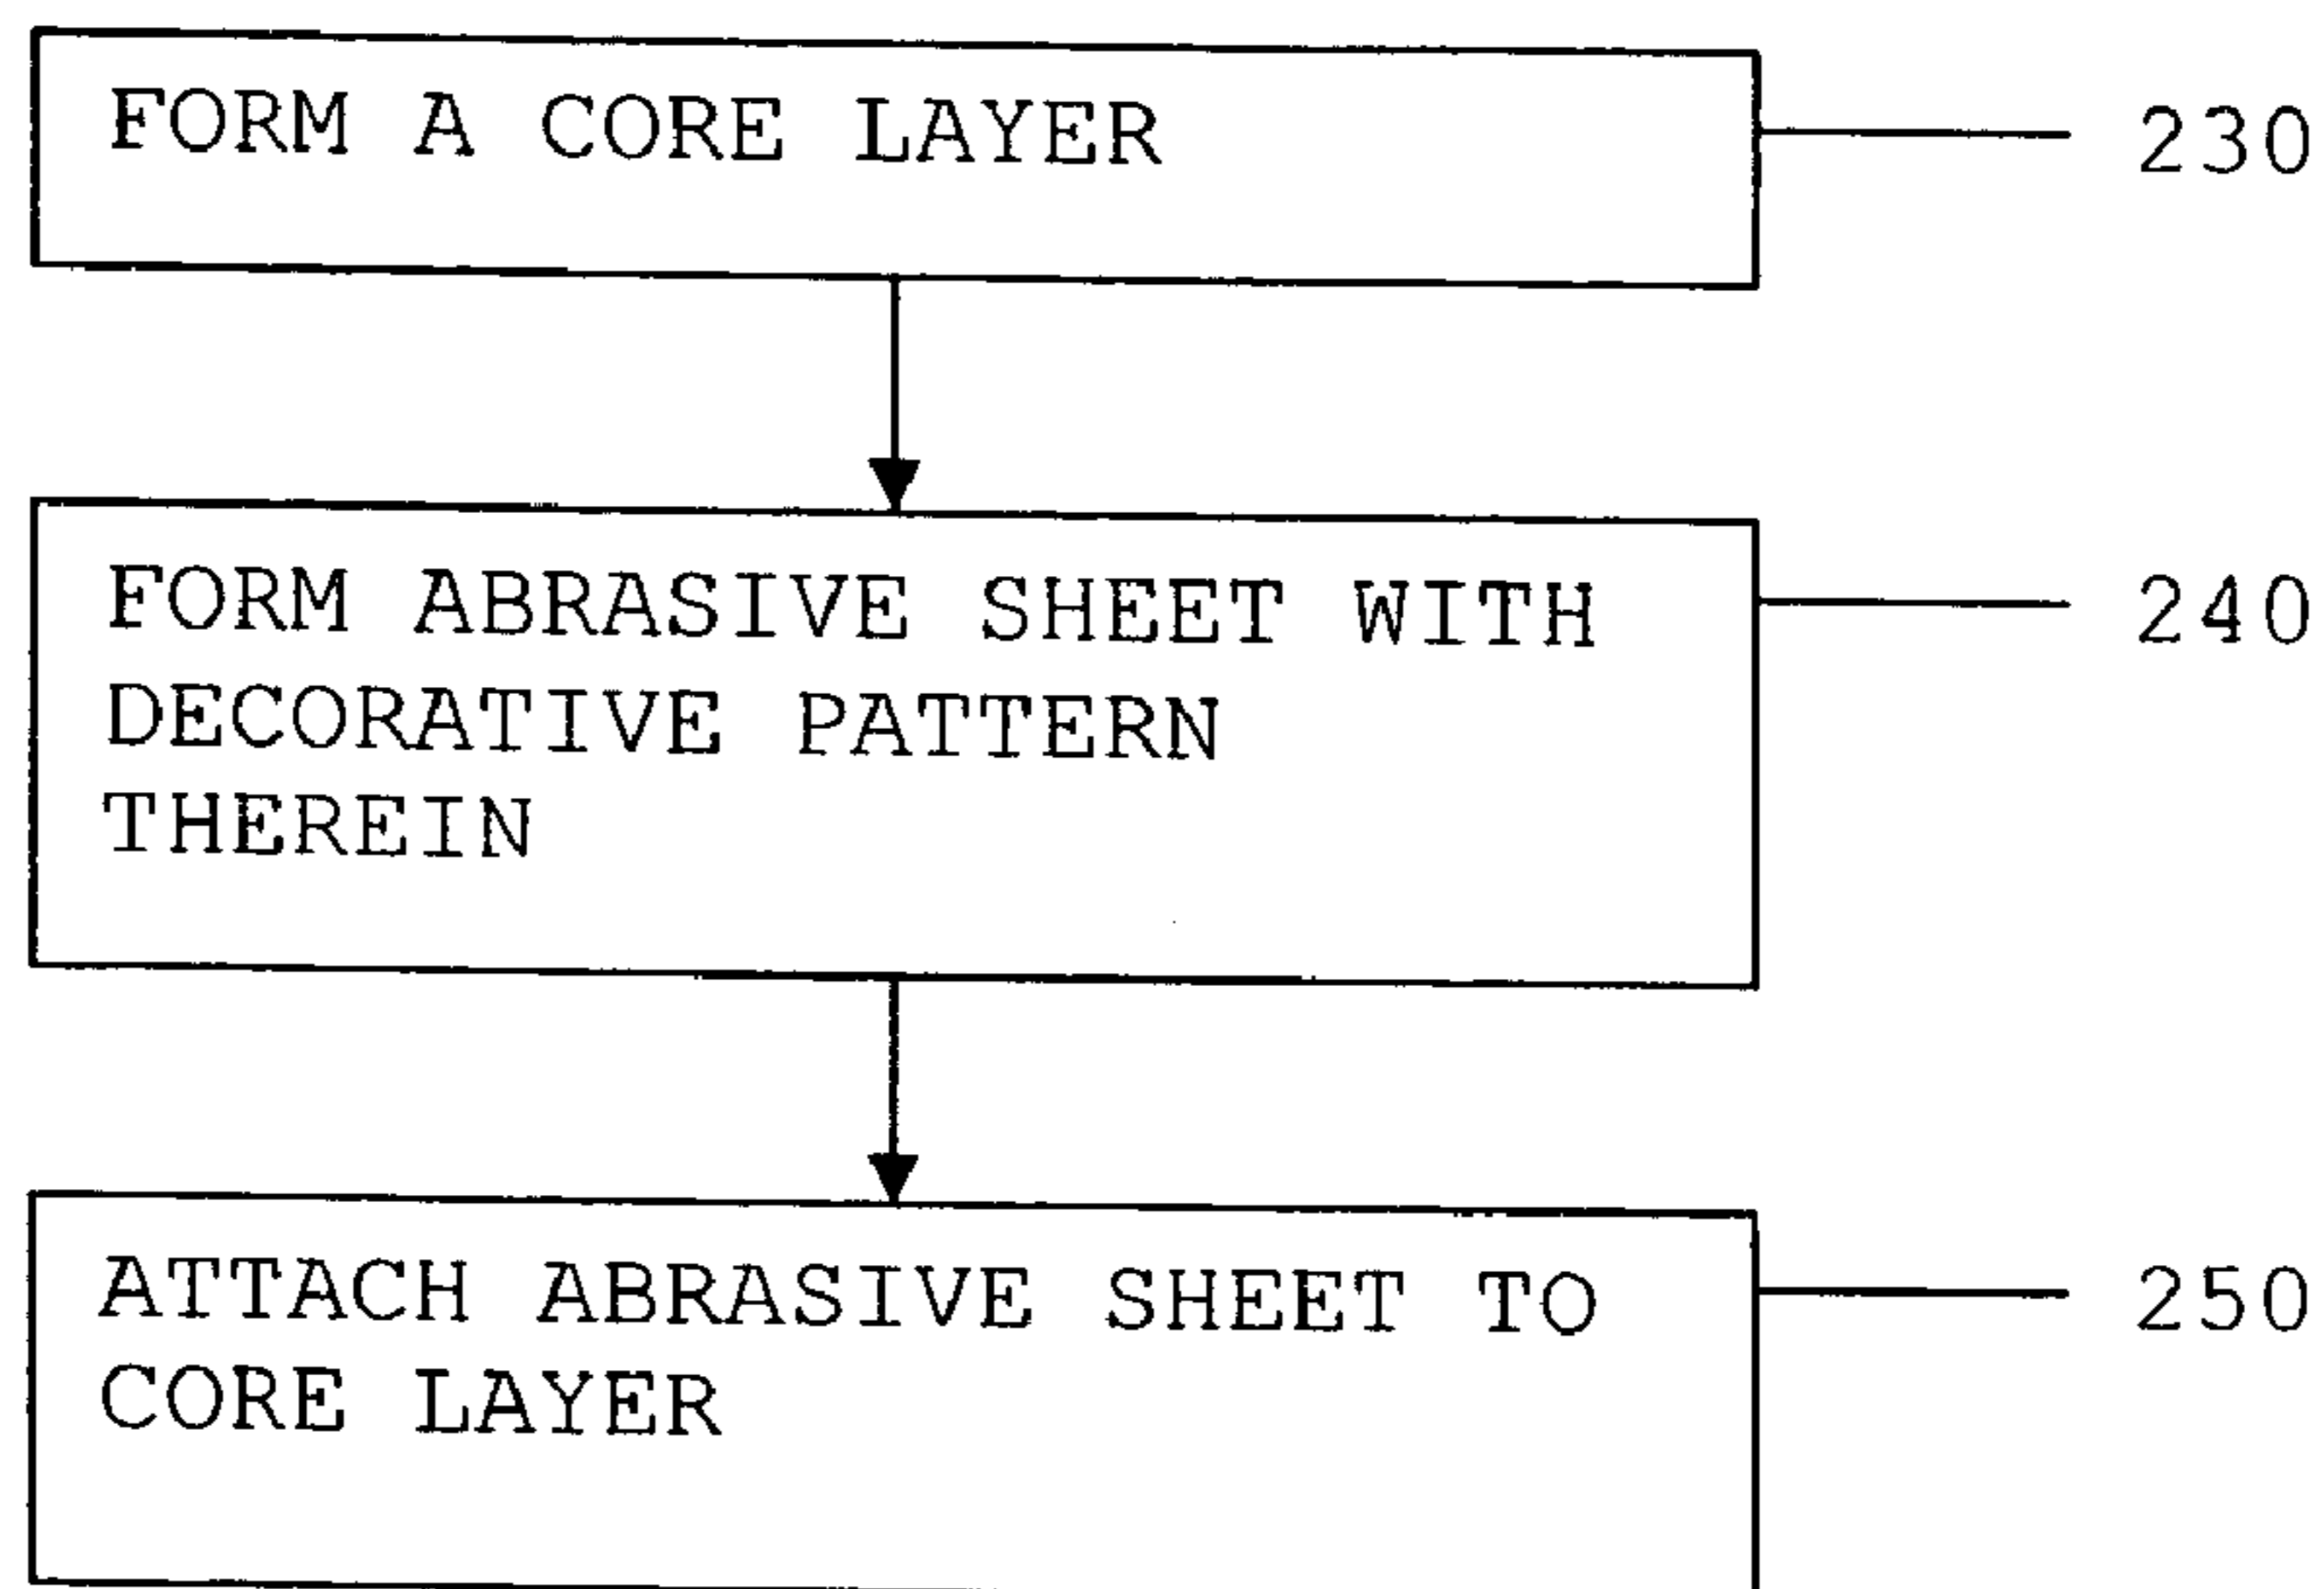 FORM A CORE LAYER
230
FORM ABRASIVE SHEET WITH
240
DECORATIVE PATTERN
THEREIN
ATTACH ABRASIVE SHEET TO
250
CORE LAYER